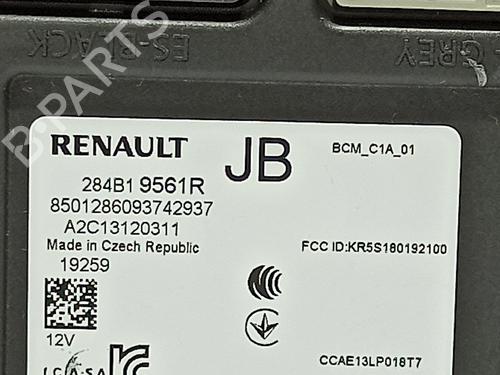 ES-BLACK
GREY
B-PARTS
RENAULT JB BCM_C1A_01
284B1 9561R
8501286093742937
A2C13120311
Made in Czech Republic FCC ID:KR5S180192100
19259
12V
CCAE13LP018T7
I.C.A.S.A